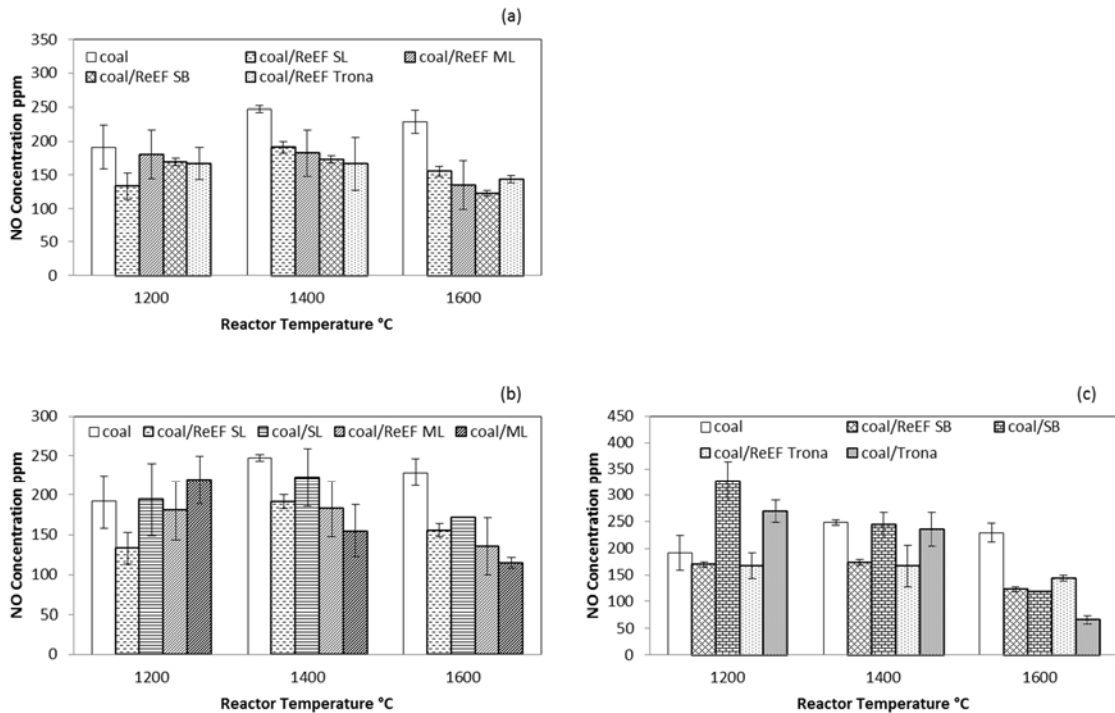 (a)
350
300
250
200
150
100
50
0
NO Concentration ppm
coal coal/ReEF SL coal/ReEF ML
coal/ReEF SB coal/ReEF Trona
1200 1400 1600
Reactor Temperature °C
(b)
300
250
200
150
100
50
0
NO Concentration ppm
coal coal/ReEF SL coal/SL coal/ReEF ML coal/ML
1200 1400 1600
Reactor Temperature °C
(c)
450
400
350
300
250
200
150
100
50
0
NO Concentration ppm
coal coal/ReEF SB coal/SB
coal/ReEF Trona coal/Trona
1200 1400 1600
Reactor Temperature °C